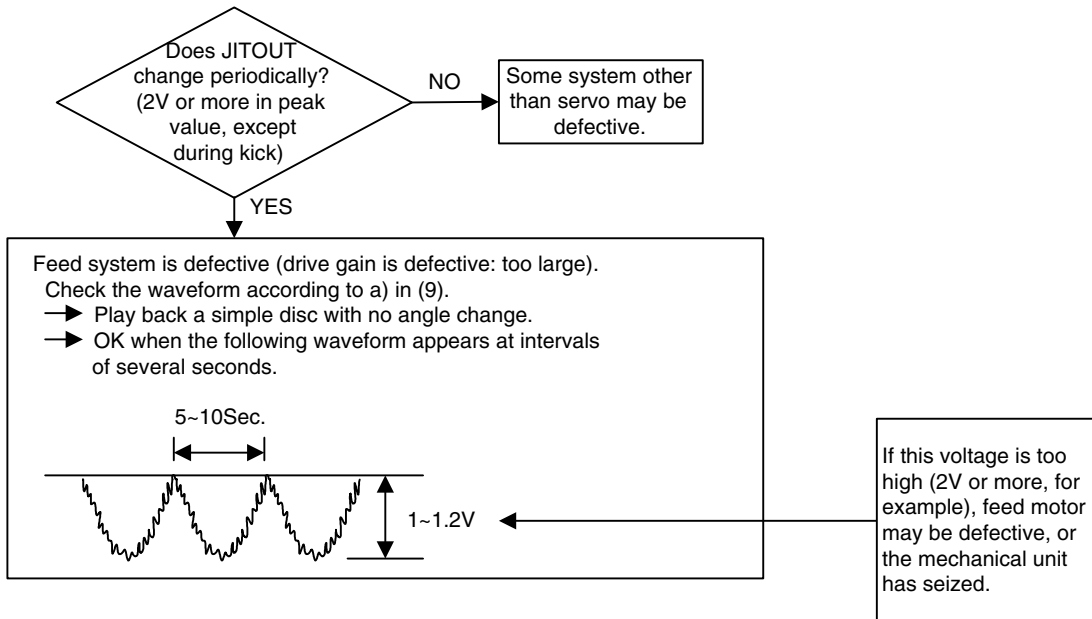 Does JITOUT
change periodically?
(2V or more in peak
value, except
during kick)
NO
Some system other
than servo may be
defective.
YES
Feed system is defective (drive gain is defective: too large).
Check the waveform according to a) in (9).
Play back a simple disc with no angle change.
OK when the following waveform appears at intervals
of several seconds.
5~10Sec.
1~1.2V
If this voltage is too
high (2V or more, for
example), feed motor
may be defective, or
the mechanical unit
has seized.